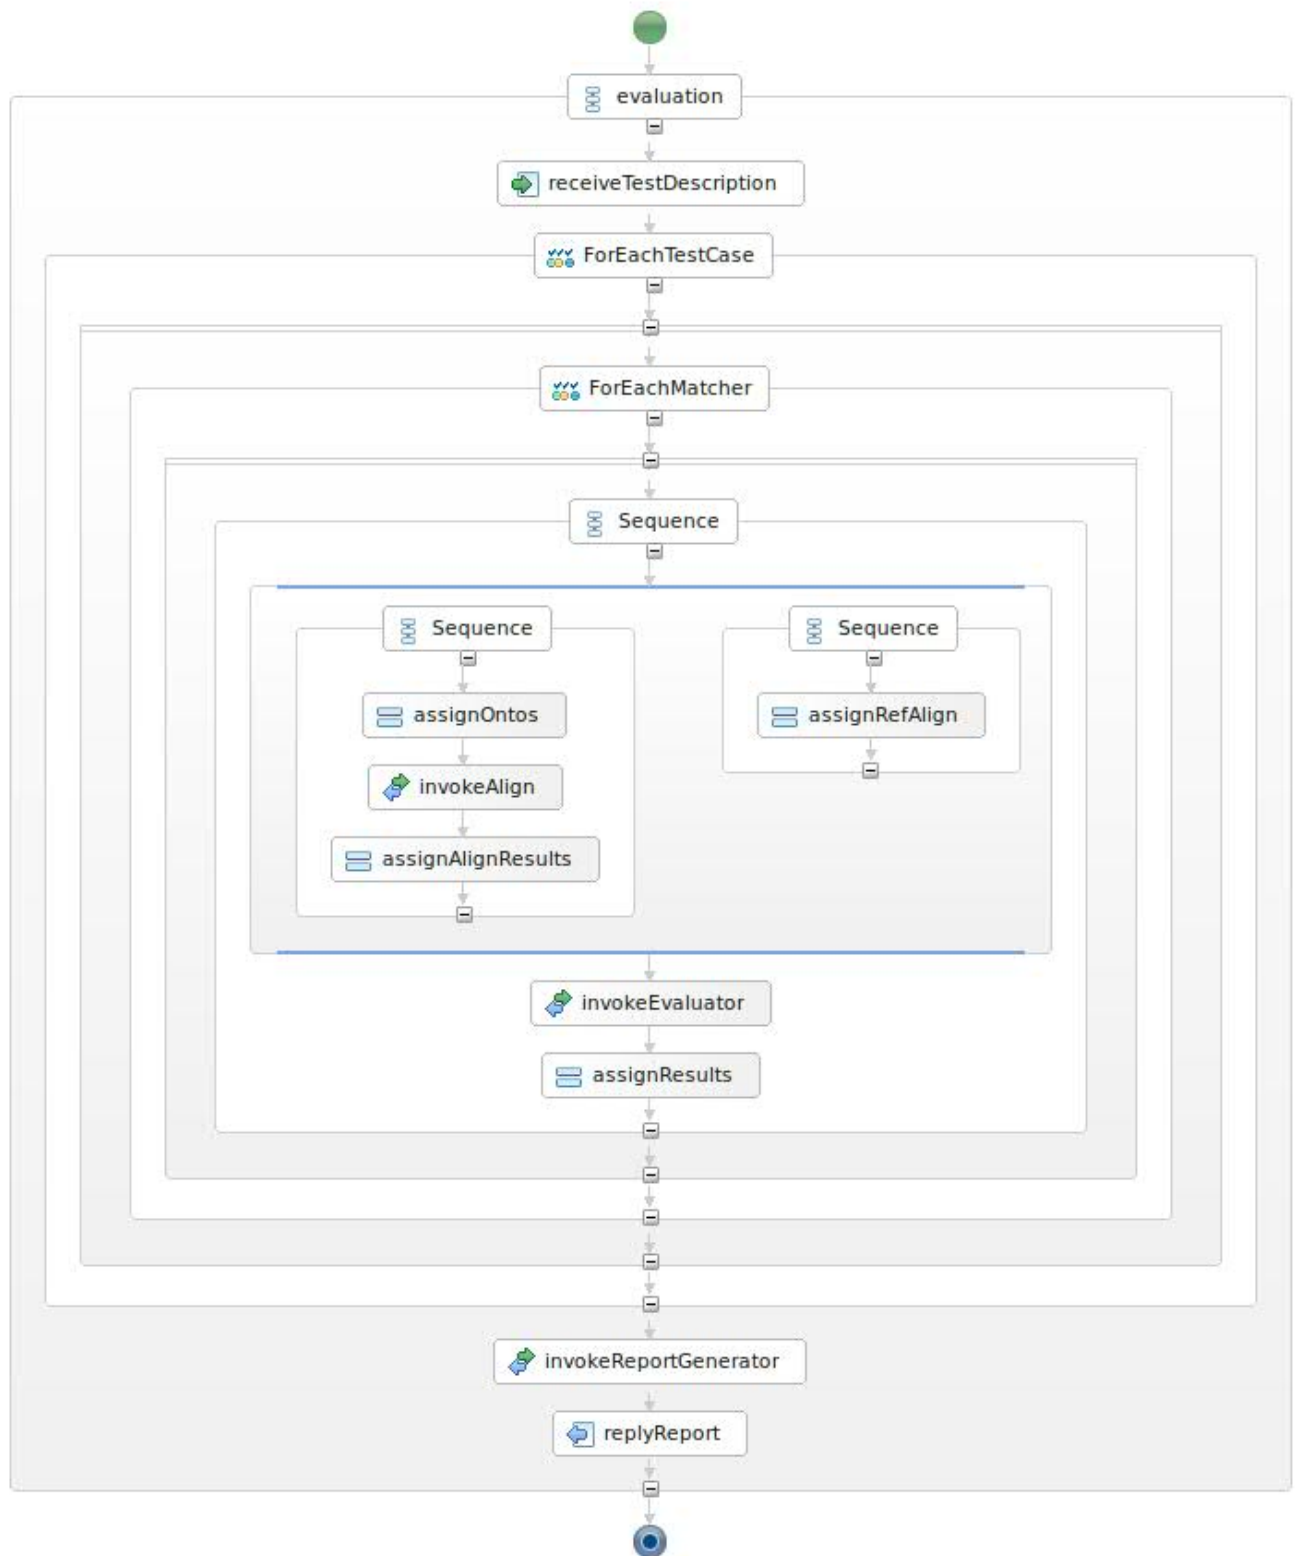 evaluation
receiveTestDescription
ForEachTestCase
ForEachMatcher
Sequence
Sequence
Sequence
assignOntos
assignRefAlign
invokeAlign
assignAlignResults
invokeEvaluator
assignResults
invokeReportGenerator
replyReport